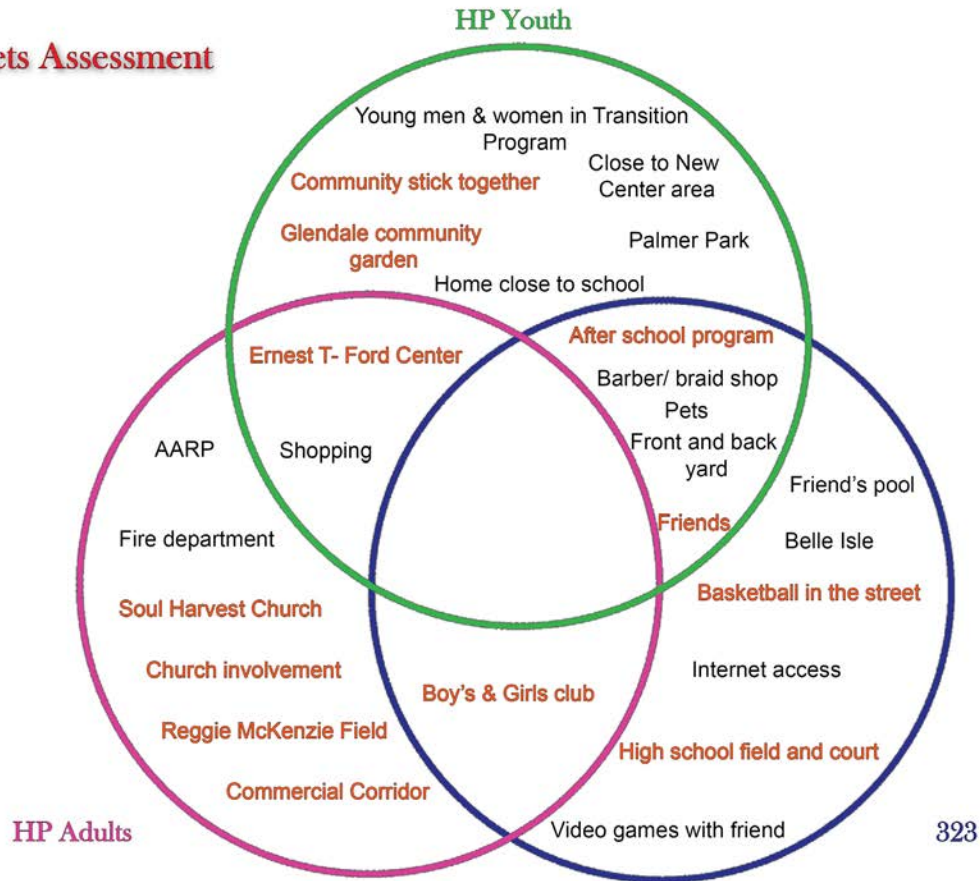 HP Youth
ets Assessment
Young men & women in Transition
Program
Close to New
Center area
Community stick together
Glendale community
garden
Palmer Park
Home close to school
Ernest T- Ford Center
After school program
Barber/ braid shop
Pets
Front and back
yard
AARP
Shopping
Friend's pool
Friends
Fire department
Belle Isle
Basketball in the street
Soul Harvest Church
Church involvement
Internet access
Boy's & Girls club
Reggie McKenzie Field
High school field and court
Commercial Corridor
HP Adults
Video games with friend
323